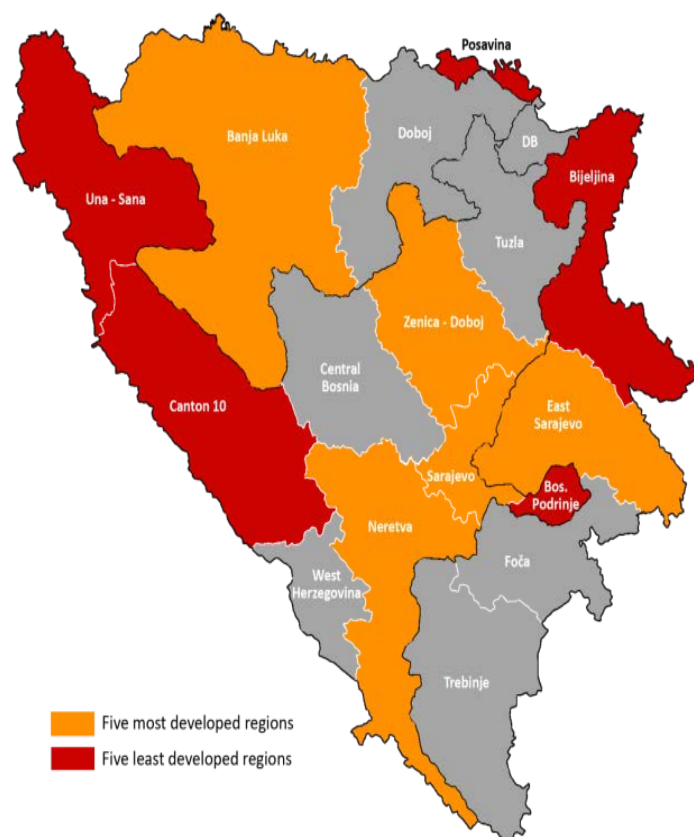 Posavina
Doboj
DB
Banja Luka
Bijeljina
Una - Sana
Tuzla
Zenica - Doboj
Central
Bosnia
Canton 10
East
Sarajevo
Sarajevo
Bos.
Podrinje
Neretva
Foča
West
Herzegovina
Trebinje
Five most developed regions
Five least developed regions